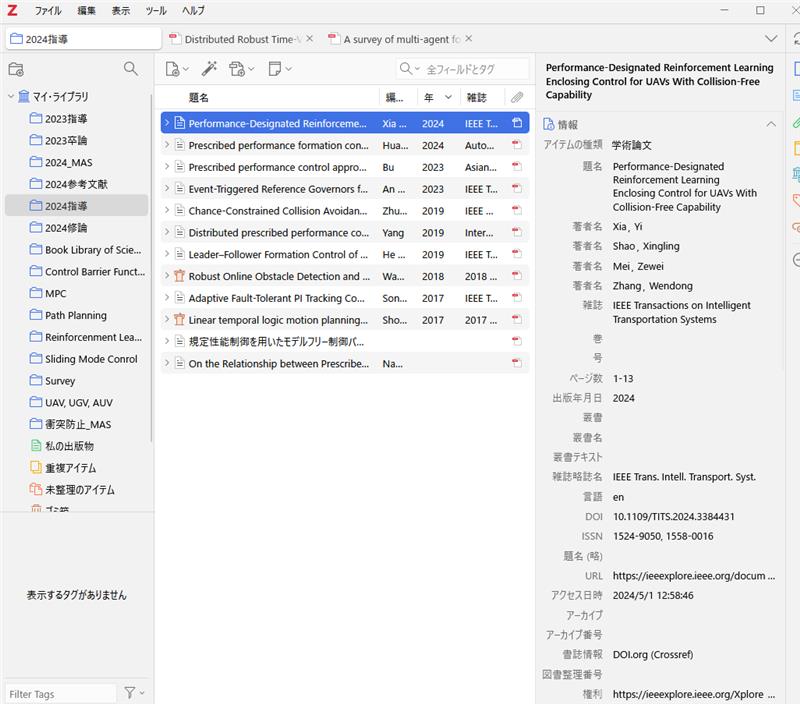 Z ファイル 編集 表示 ツール ヘルプ
2024指導
Distributed Robust Time-V
A survey of multi-agent fo
マイ・ライブラリ
2023指導
2023卒論
2024_MAS
2024参考文献
2024指導
2024修論
Book Library of Scie...
Control Barrier Funct...
MPC
Path Planning
Reinforcenment Lea...
Sliding Mode Conrol
Survey
UAV, UGV, AUV
衝突防止_MAS
私の出版物
重複アイテム
未整理のアイテム
ゴミ箱
表示するタグがありません
Filter Tags
全フィールドとタグ
題名 編... 年 雑誌
Performance-Designated Reinforceme... Xia ... 2024 IEEE T...
Prescribed performance formation con... Hua... 2024 Auto...
Prescribed performance control appro... Bu 2023 Asian...
Event-Triggered Reference Governors f... An ... 2023 IEEE T...
Chance-Constrained Collision Avoidan... Zhu... 2019 IEEE ...
Distributed prescribed performance co... Yang 2019 Inter...
Leader–Follower Formation Control of ... He ... 2019 IEEE T...
Robust Online Obstacle Detection and ... Wa... 2018 2018 ...
Adaptive Fault-Tolerant PI Tracking Co... Son... 2017 IEEE T...
Linear temporal logic motion planning... Sho... 2017 2017 ...
規定性能制御を用いたモデルフリー制御パ...
On the Relationship between Prescribe... Na...
Performance-Designated Reinforcement Learning
Enclosing Control for UAVs With Collision-Free
Capability
情報
アイテムの種類 学術論文
題名 Performance-Designated
Reinforcement Learning
Enclosing Control for UAVs With
Collision-Free Capability
著者名 Xia, Yi
著者名 Shao, Xingling
著者名 Mei, Zewei
著者名 Zhang, Wendong
雑誌 IEEE Transactions on Intelligent
Transportation Systems
巻
号
ページ数 1-13
出版年月日 2024
叢書
叢書名
叢書テキスト
雑誌略誌名 IEEE Trans. Intell. Transport. Syst.
言語 en
DOI 10.1109/TITS.2024.3384431
ISSN 1524-9050, 1558-0016
題名 (略)
URL https://ieeexplore.ieee.org/docum ...
アクセス日時 2024/5/1 12:58:46
アーカイブ
アーカイブ番号
書誌情報 DOI.org (Crossref)
図書整理番号
権利 https://ieeexplore.ieee.org/Xplore ...